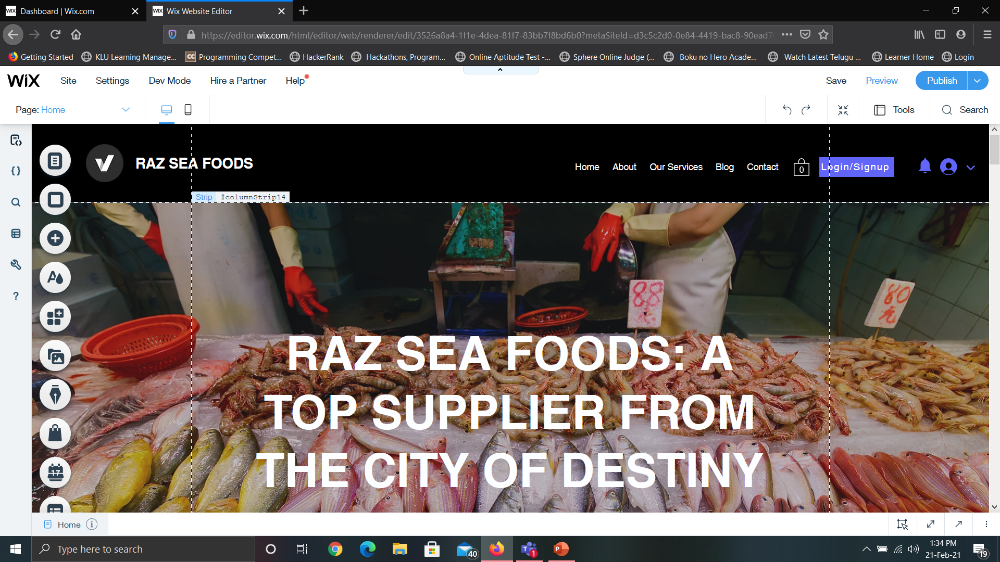 WiX Dashboard | Wix.com
WiX Wix Website Editor
https://editor.wix.com/html/editor/web/renderer/edit/3526a8a4-1f1e-4dea-81f7-83bb7f8bd6b0?metaSiteId=d3c5c2d0-0e84-4419-bac8-90ead7
Getting Started KLU Learning Manage... CC Programming Compet... HackerRank Hackathons, Program... Online Aptitude Test -... Sphere Online Judge (... Boku no Hero Acade... Watch Latest Telugu ... Learner Home Login
WiX Site Settings Dev Mode Hire a Partner Help Save Preview Publish
Page: Home Tools Search
RAZ SEA FOODS Home About Our Services Blog Contact 0 Login/Signup
Strip #columnStrip14
88
80
元
RAZ SEA FOODS: A
TOP SUPPLIER FROM
THE CITY OF DESTINY
A
17
?
Home i
Type here to search 40 T 1 P 1:34 PM
21-Feb-21 19